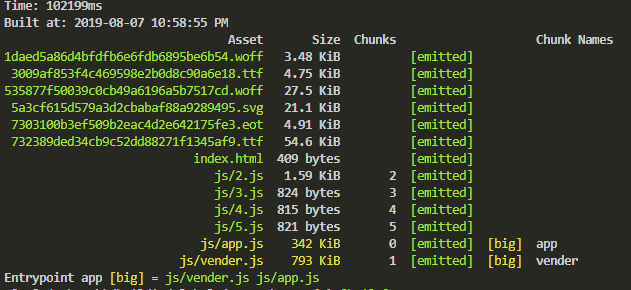 Time: 102199ms
Built at: 2019-08-07 10:58:55 PM
Asset Size Chunks Chunk Names
1daed5a86d4bfdfb6e6fdb6895be6b54.woff 3.48 KiB [emitted]
3009af853f4c469598e2b0d8c90a6e18.ttf 4.75 KiB [emitted]
535877f50039c0cb49a6196a5b7517cd.woff 27.5 KiB [emitted]
5a3cf615d579a3d2cbabaf88a9289495.svg 21.1 KiB [emitted]
7303100b3ef509b2eac4d2e642175fe3.eot 4.91 KiB [emitted]
732389ded34cb9c52dd88271f1345af9.ttf 54.6 KiB [emitted]
index.html 409 bytes [emitted]
js/2.js 1.59 KiB 2 [emitted]
js/3.js 824 bytes 3 [emitted]
js/4.js 815 bytes 4 [emitted]
js/5.js 821 bytes 5 [emitted]
js/app.js 342 KiB 0 [emitted] [big] app
js/vender.js 793 KiB 1 [emitted] [big] vender
Entrypoint app [big] = js/vender.js js/app.js